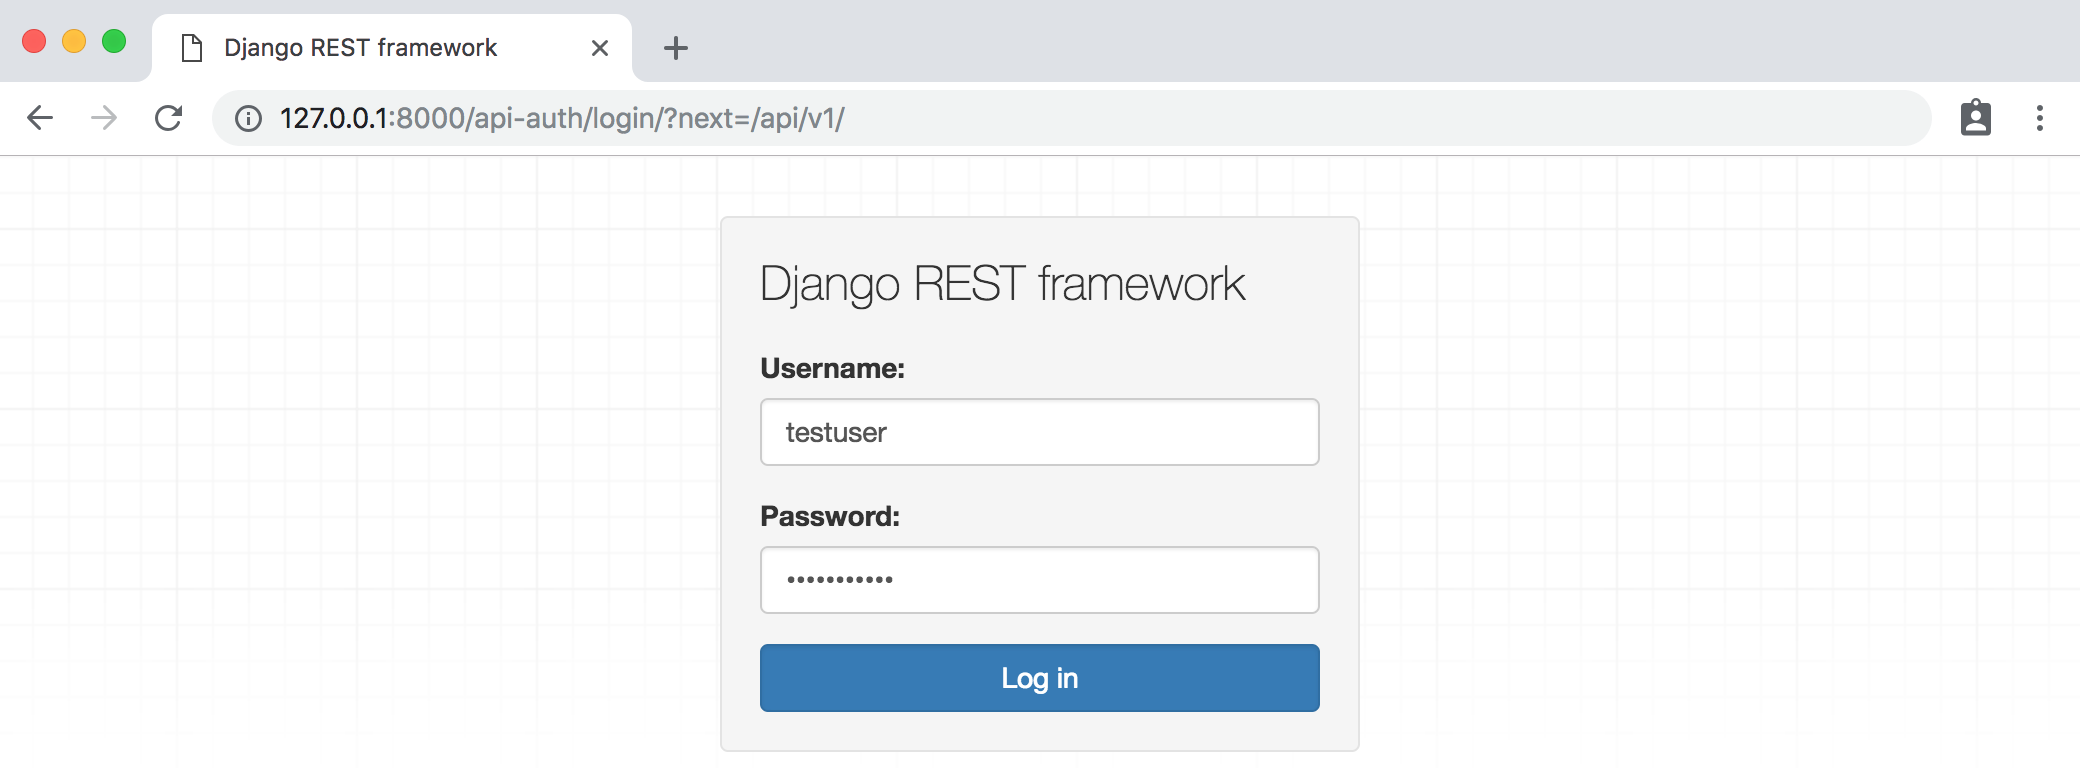 Django REST framework
127.0.0.1:8000/api-auth/login/?next=/api/v1/
Django REST framework
Username:
testuser
Password:
•••••••••••
Log in